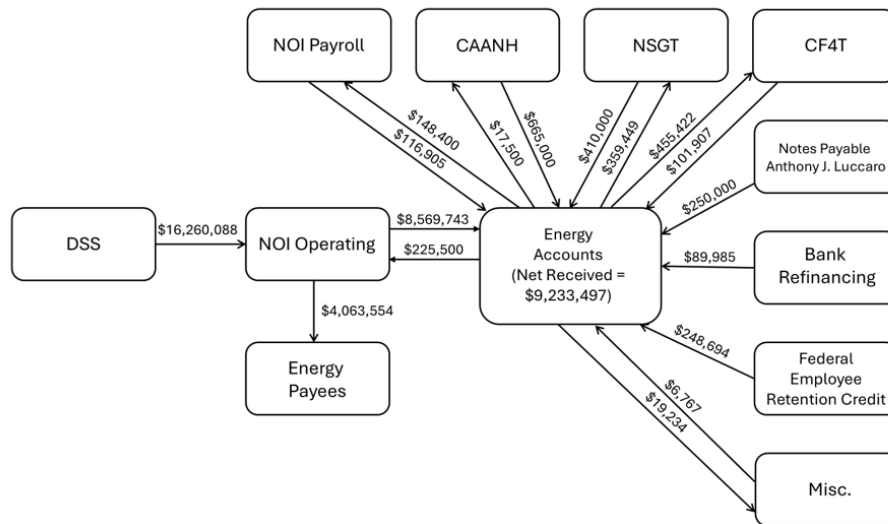 NOI Payroll
CAANH
NSGT
CF4T
$148,400
$116,905
$17,500
$665,000
$410,000
$359,449
$455,422
$101,907
Notes Payable
Anthony J. Luccaro
$250,000
DSS
$16,260,088
NOI Operating
$8,569,743
$225,500
Energy
Accounts
(Net Received =
$9,233,497)
$89,985
Bank
Refinancing
$4,063,554
Energy
Payees
$248,694
Federal
Employee
Retention Credit
$6,767
$19,234
Misc.